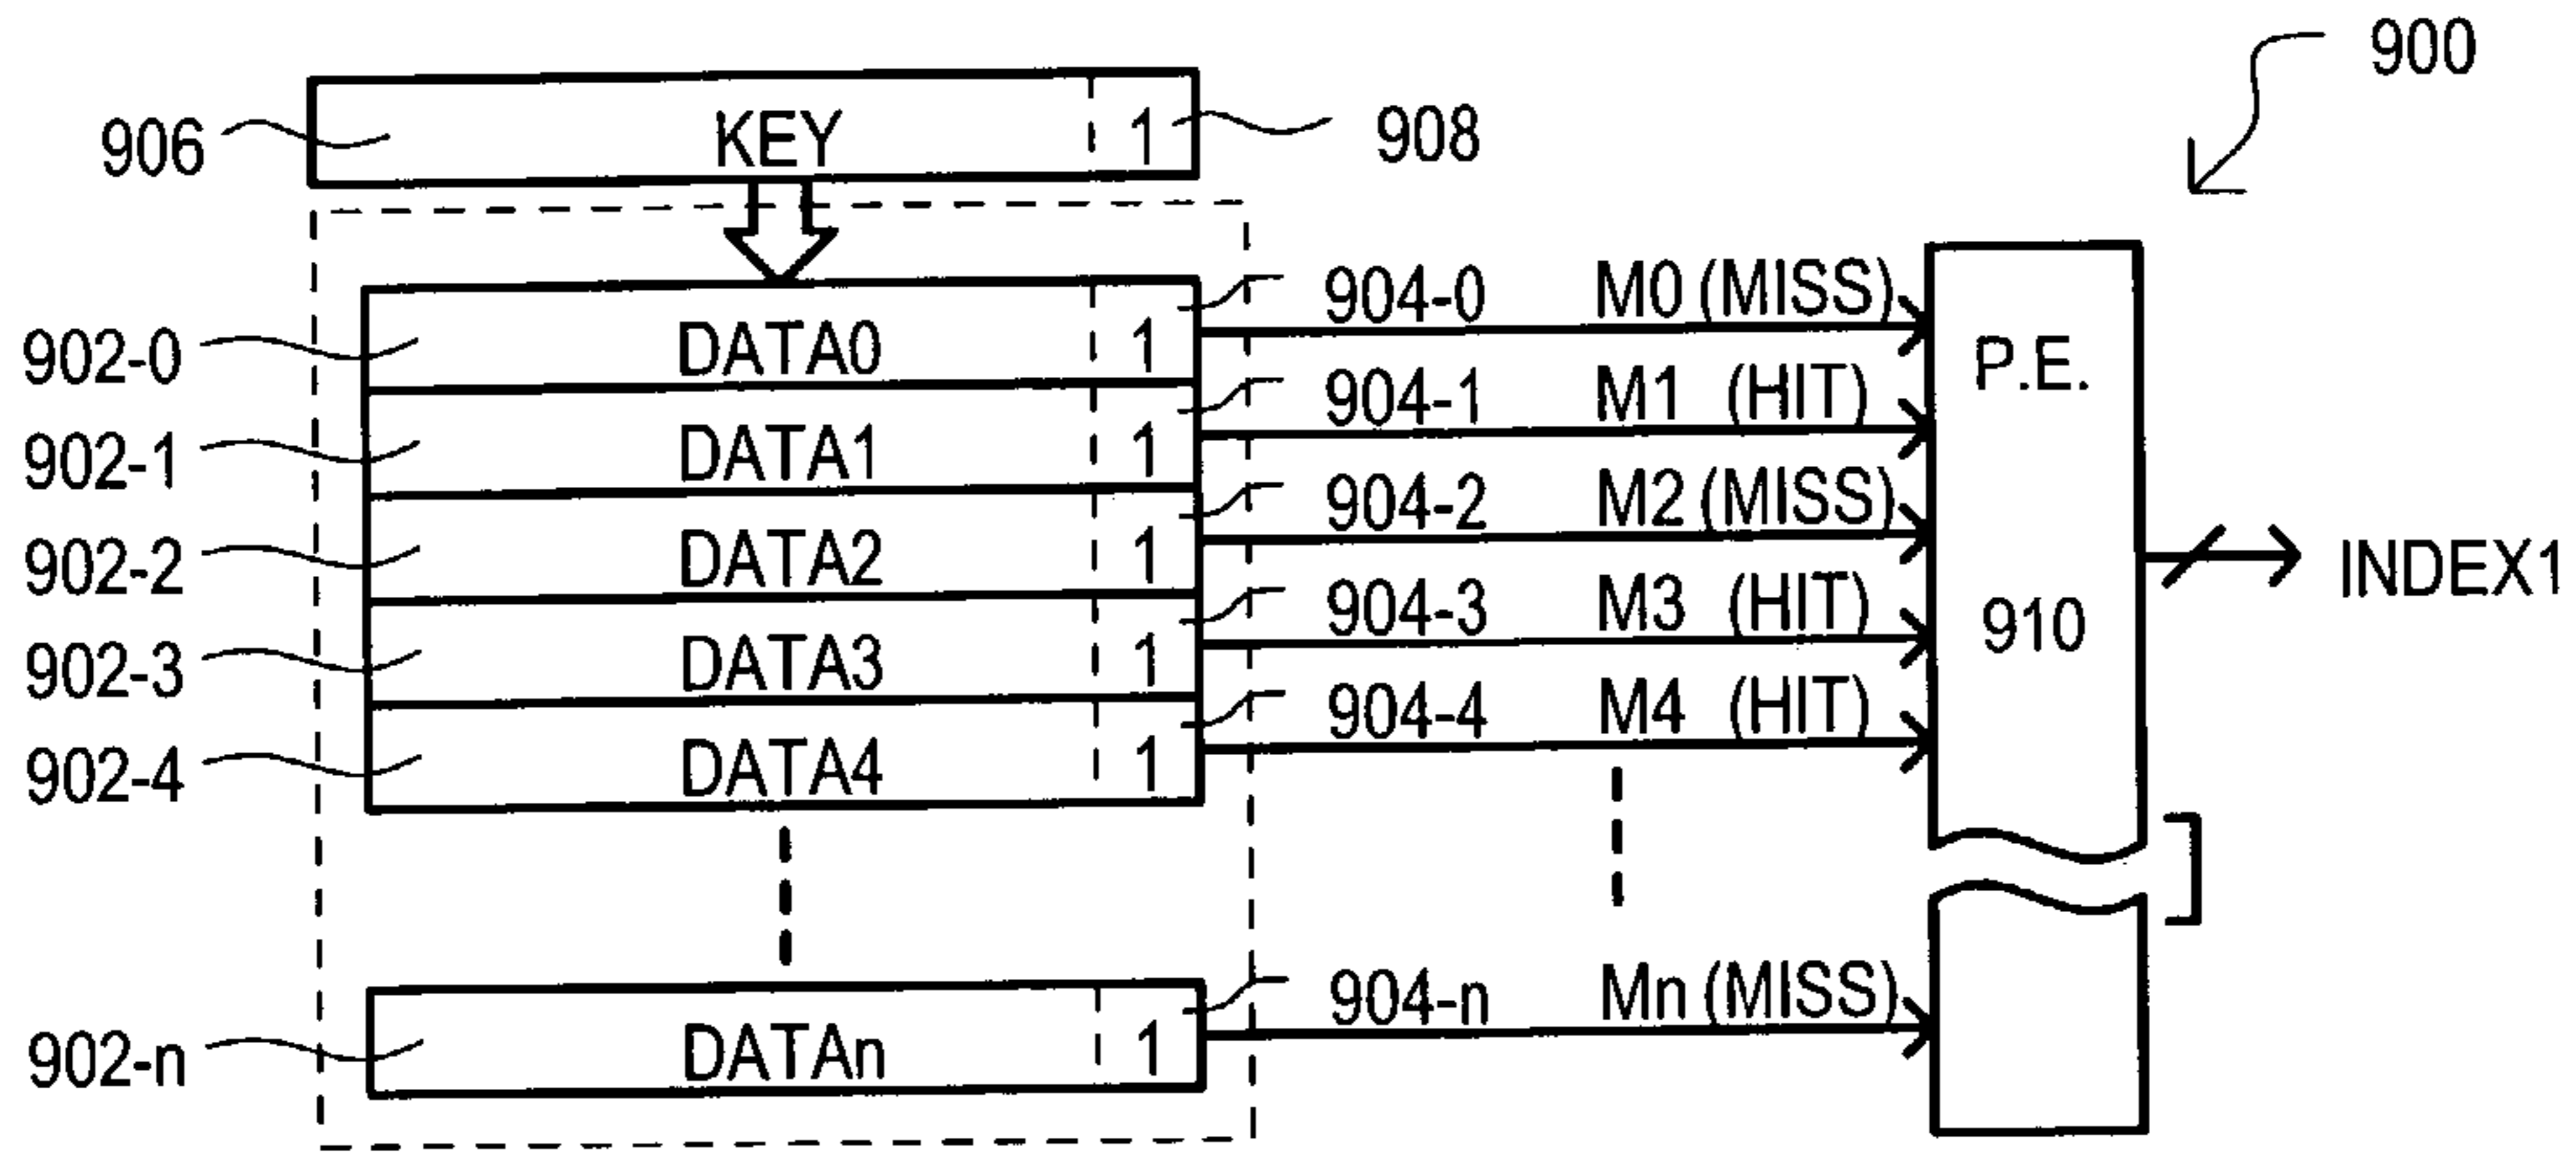 900
906 KEY 1 908
902-0 DATA0 1 904-0 M0 (MISS)
P.E.
902-1 DATA1 1 904-1 M1 (HIT)
902-2 DATA2 1 904-2 M2 (MISS)
INDEX1
902-3 DATA3 1 904-3 M3 (HIT)
910
902-4 DATA4 1 904-4 M4 (HIT)
902-n DATAn 1 904-n Mn (MISS)